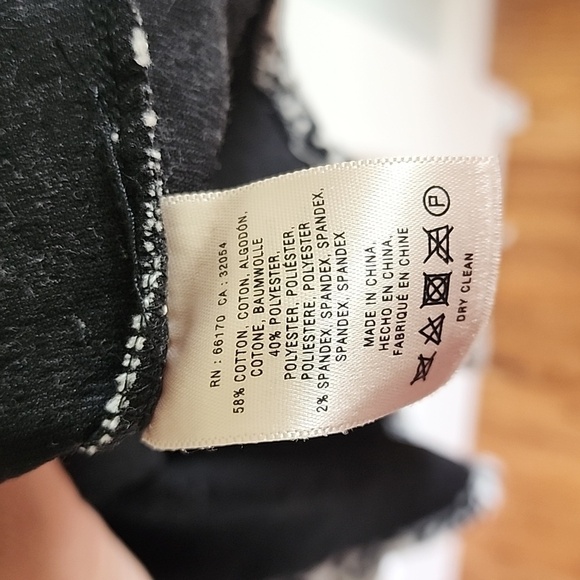 RN : 66170 CA : 32054
58% COTTON, COTON, ALGODÓN,
COTONE, BAUMWOLLE
40% POLYESTER,
POLYESTER, POLIÉSTER,
POLIESTERE, POLYESTER
2% SPANDEX, SPANDEX, SPANDEX,
SPANDEX, SPANDEX
MADE IN CHINA,
HECHO EN CHINA,
FABRIQUÉ EN CHINE
P
DRY CLEAN